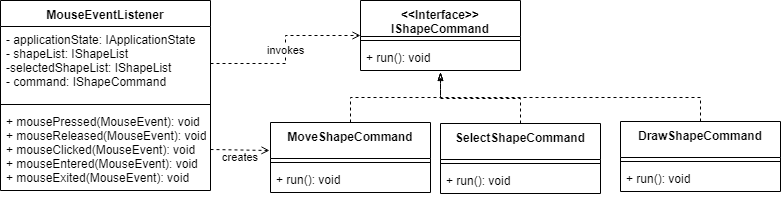 MouseEventListener
- applicationState: IApplicationState
- shapeList: IShapeList
-selectedShapeList: IShapeList
- command: IShapeCommand
+ mousePressed(MouseEvent): void
+ mouseReleased(MouseEvent): void
+ mouseClicked(MouseEvent): void
+ mouseEntered(MouseEvent): void
+ mouseExited(MouseEvent): void
invokes
creates
<<Interface>>
IShapeCommand
+ run(): void
MoveShapeCommand
+ run(): void
SelectShapeCommand
+ run(): void
DrawShapeCommand
+ run(): void